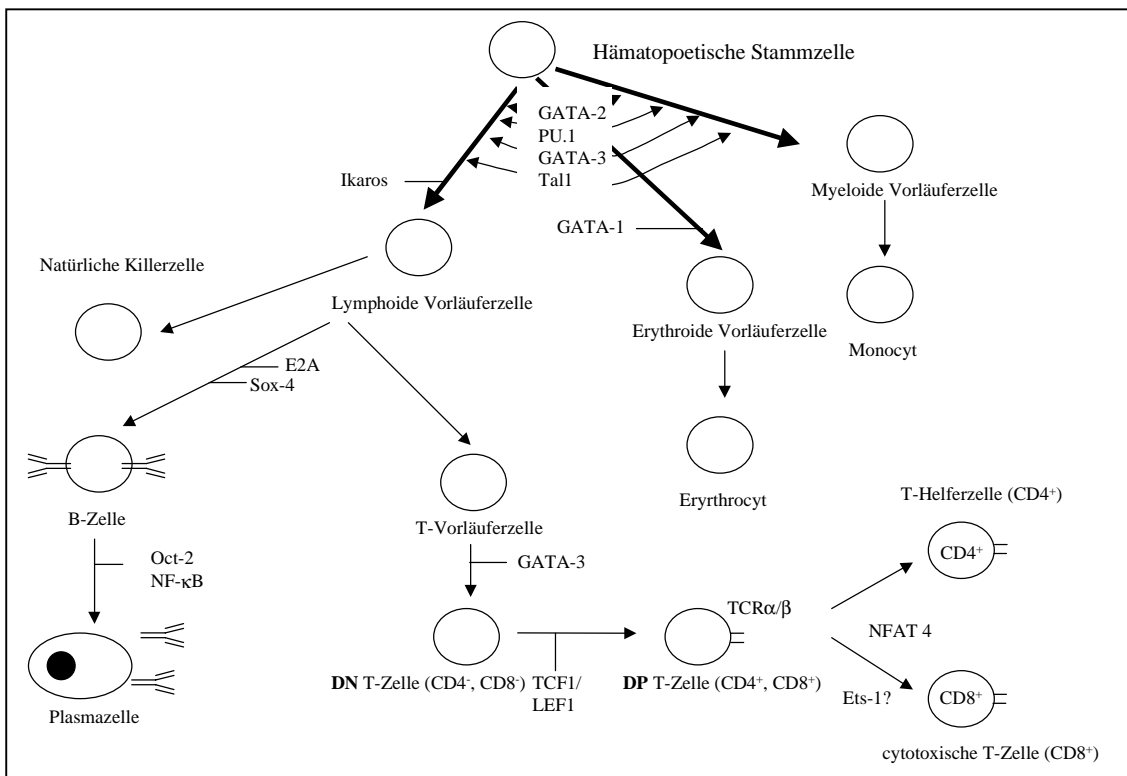 Hämatopoetische Stammzelle
GATA-2
PU.1
GATA-3
Tal1
Ikaros
Myeloide Vorläuferzelle
GATA-1
Natürliche Killerzelle
Lymphoide Vorläuferzelle
Erythroide Vorläuferzelle
Monocyt
E2A
Sox-4
Eryrthrocyt
T-Helferzelle (CD4⁺)
B-Zelle
T-Vorläuferzelle
CD4⁺
Oct-2
NF-κB
GATA-3
TCRα/β
NFAT 4
DN T-Zelle (CD4⁻, CD8⁻)
TCF1/
LEF1
DP T-Zelle (CD4⁺, CD8⁺)
Ets-1?
CD8⁺
Plasmazelle
cytotoxische T-Zelle (CD8⁺)